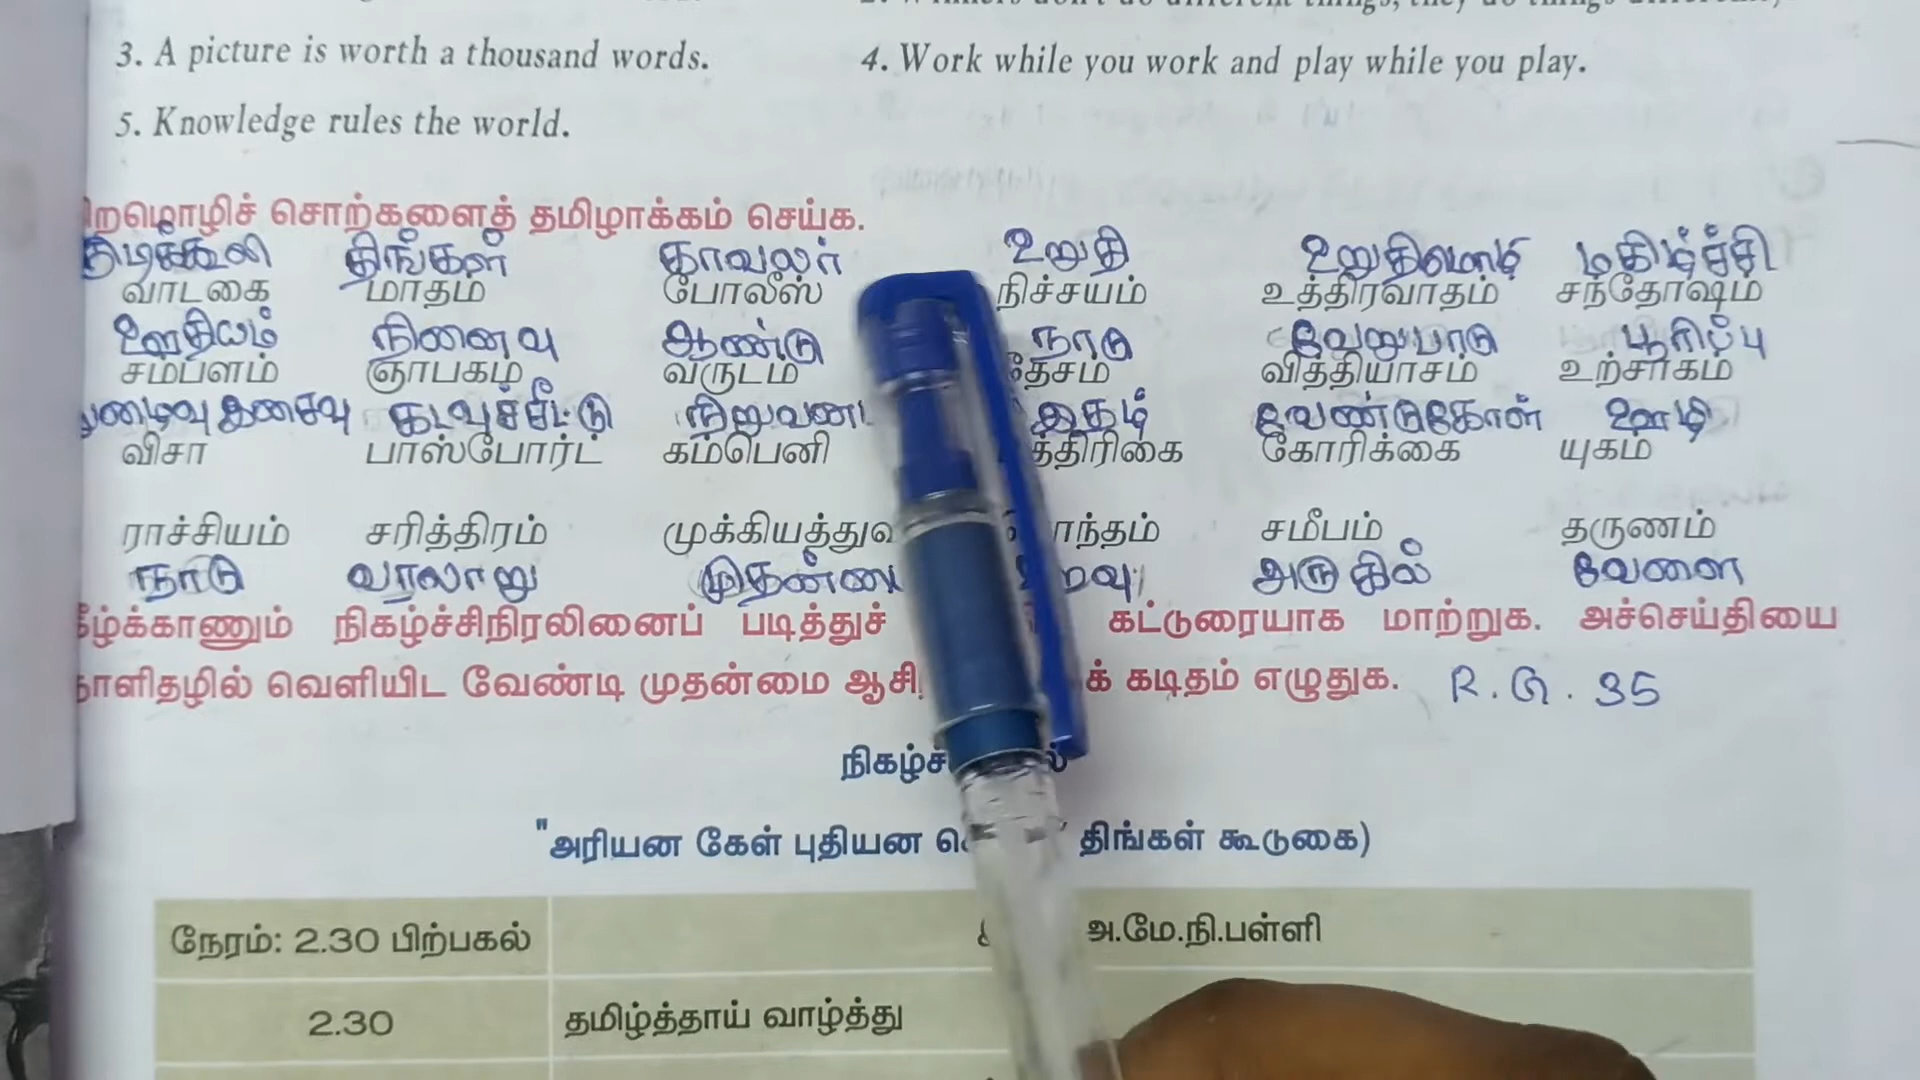 3. A picture is worth a thousand words. 4. Work while you work and play while you play.
5. Knowledge rules the world.
சொற்களைத் தமிழாக்கம் செய்க.
குடிக்கூலி திங்கள் காவலர் உறுதி உறுதிமொழி மகிழ்ச்சி
வாடகை மாதம் போலீஸ் நிச்சயம் உத்திரவாதம் சந்தோஷம்
ஊதியம் நினைவு ஆண்டு நாடு வேறுபாடு பூரிப்பு
சம்பளம் ஞாபகம் வருடம் தேசம் வித்தியாசம் உற்சாகம்
இசைவு கடவுச்சீட்டு இதழ் வேண்டுகோள் ஊழி
விசா பாஸ்போர்ட் கம்பெனி கோரிக்கை யுகம்
ராச்சியம் சரித்திரம் சமீபம் தருணம்
நாடு வரலாறு அருகில் வேளை
நிகழ்ச்சிநிரலினைப் படித்துச் கட்டுரையாக மாற்றுக. அச்செய்தியை
வெளியிட வேண்டி முதன்மை கடிதம் எழுதுக. R.G. 35
"அரியன கேள் புதியன திங்கள் கூடுகை)
நேரம்: 2.30 பிற்பகல் அ.மே.நி.பள்ளி
2.30 தமிழ்த்தாய் வாழ்த்து